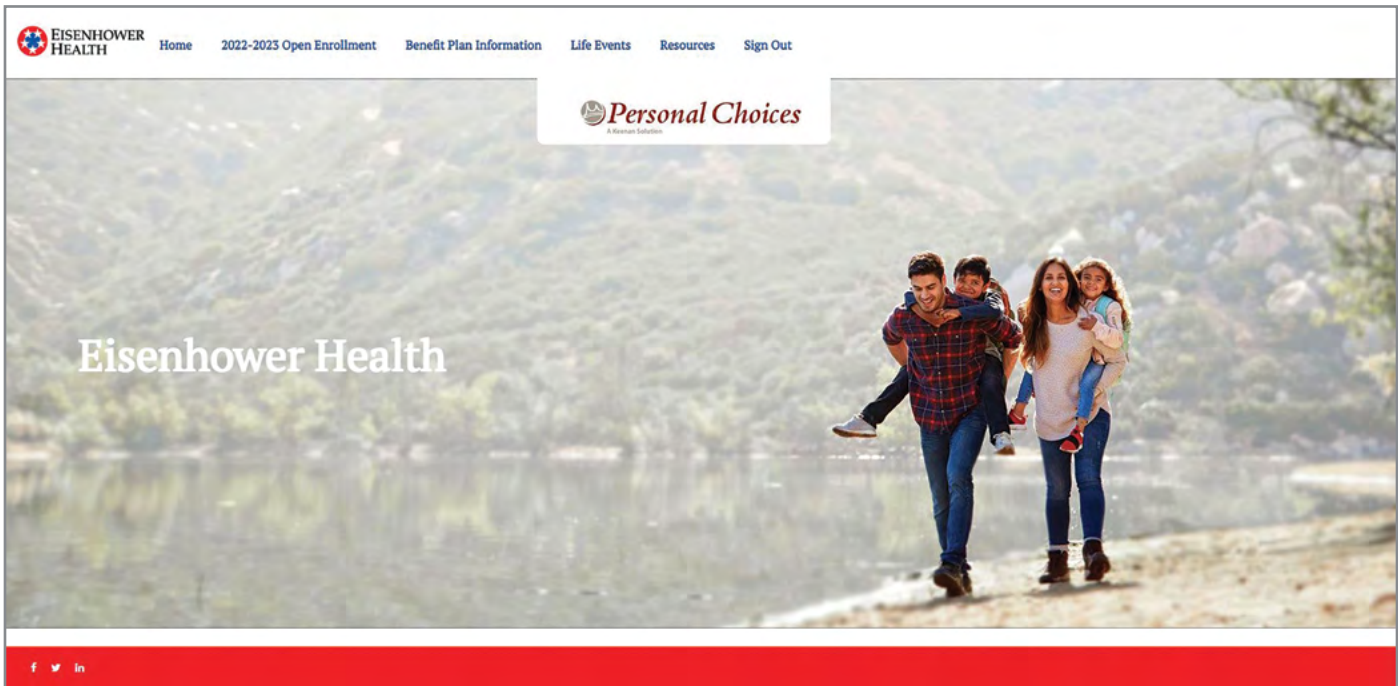 EISENHOWER
HEALTH
Home 2022-2023 Open Enrollment Benefit Plan Information Life Events Resources Sign Out
Personal Choices
A Keenan Solution
Eisenhower Health
f in